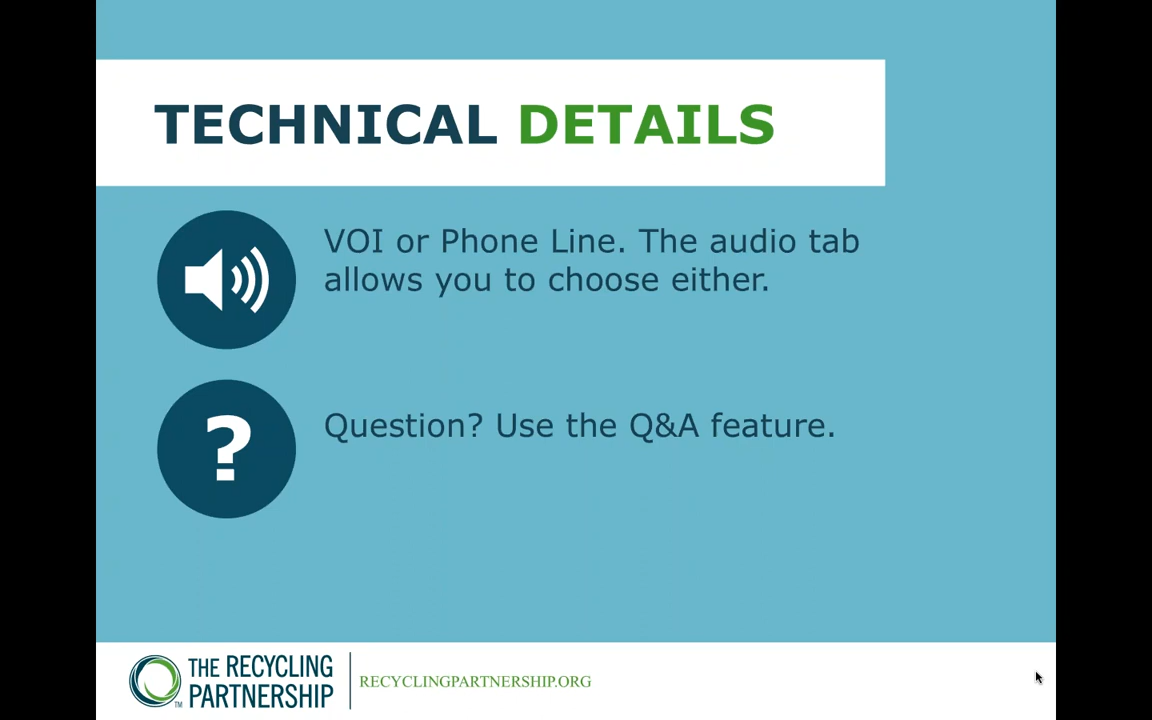 TECHNICAL DETAILS
VOI or Phone Line. The audio tab
allows you to choose either.
?
Question? Use the Q&A feature.
THE RECYCLING
PARTNERSHIP
TM
RECYCLINGPARTNERSHIP.ORG